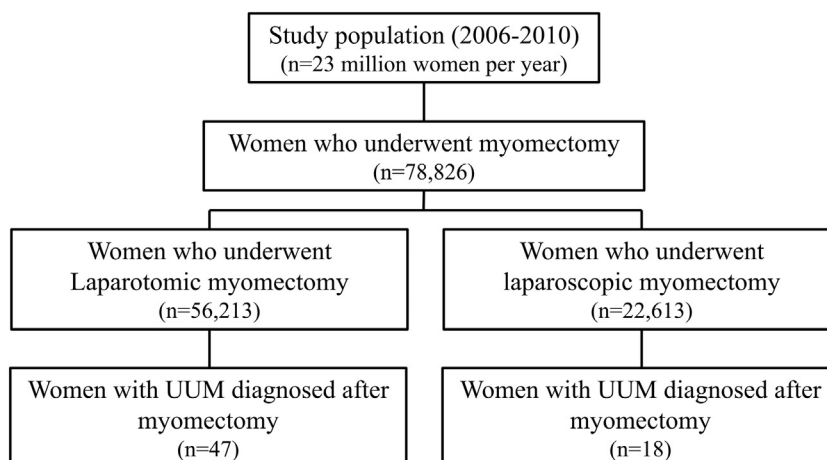 Study population (2006-2010)
(n=23 million women per year)
Women who underwent myomectomy
(n=78,826)
Women who underwent
Laparotomic myomectomy
(n=56,213)
Women who underwent
laparoscopic myomectomy
(n=22,613)
Women with UUM diagnosed after
myomectomy
(n=47)
Women with UUM diagnosed after
myomectomy
(n=18)